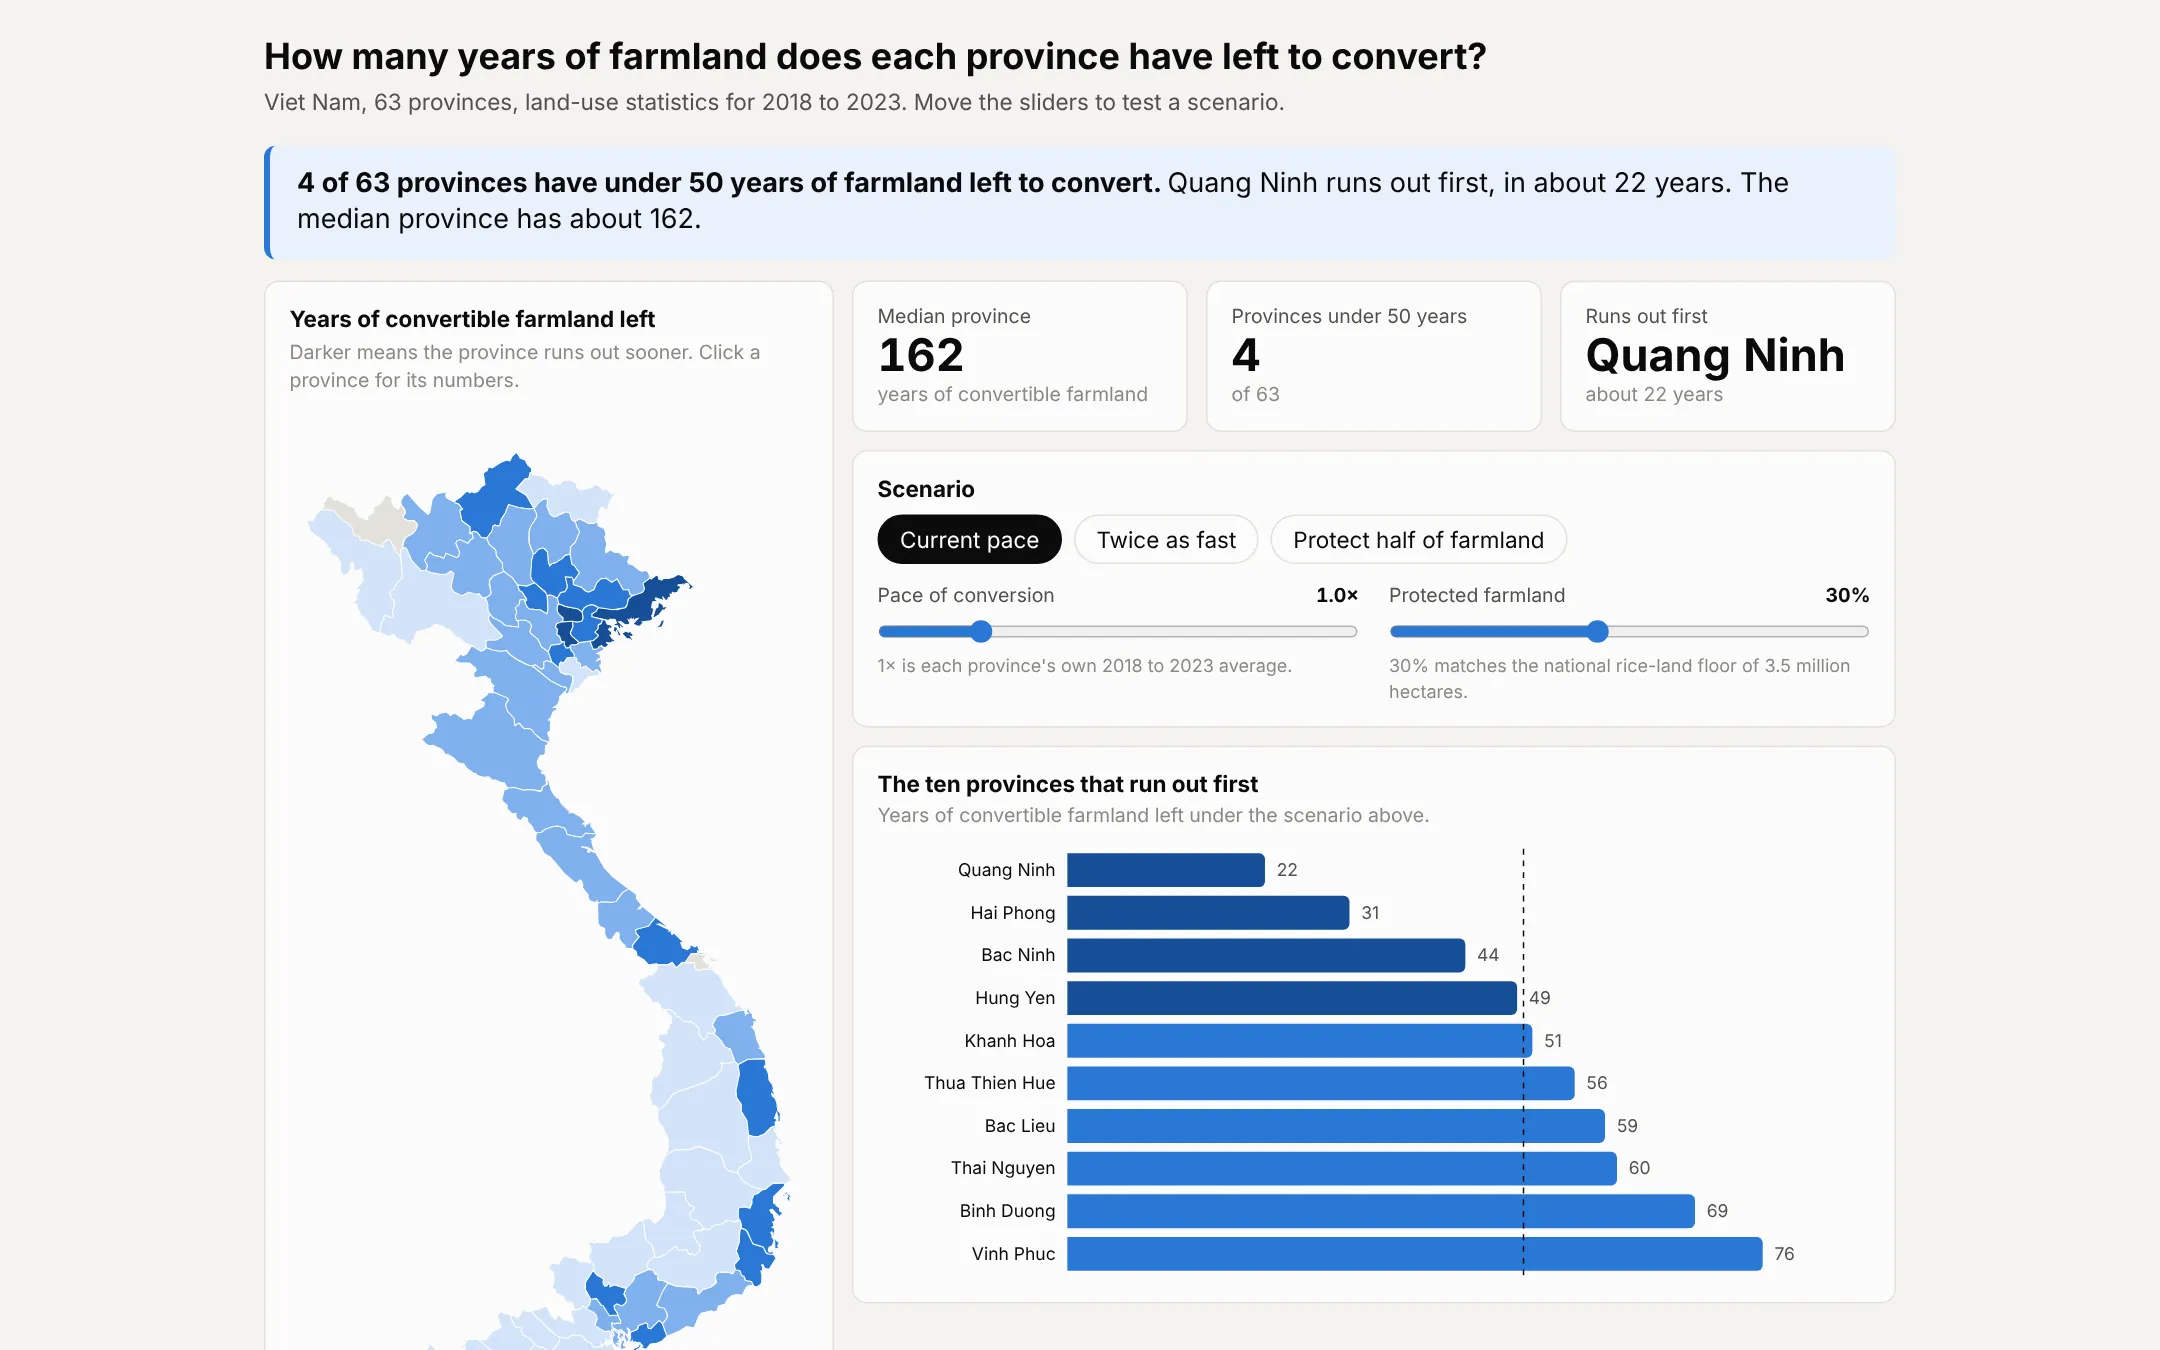 How many years of farmland does each province have left to convert?
Viet Nam, 63 provinces, land-use statistics for 2018 to 2023. Move the sliders to test a scenario.
4 of 63 provinces have under 50 years of farmland left to convert. Quang Ninh runs out first, in about 22 years. The
median province has about 162.
Years of convertible farmland left
Darker means the province runs out sooner. Click a
province for its numbers.
Median province
162
years of convertible farmland
Provinces under 50 years
4
of 63
Runs out first
Quang Ninh
about 22 years
Scenario
Current pace
Twice as fast
Protect half of farmland
Pace of conversion 1.0×
1× is each province's own 2018 to 2023 average.
Protected farmland 30%
30% matches the national rice-land floor of 3.5 million
hectares.
The ten provinces that run out first
Years of convertible farmland left under the scenario above.
Quang Ninh 22
Hai Phong 31
Bac Ninh 44
Hung Yen 49
Khanh Hoa 51
Thua Thien Hue 56
Bac Lieu 59
Thai Nguyen 60
Binh Duong 69
Vinh Phuc 76